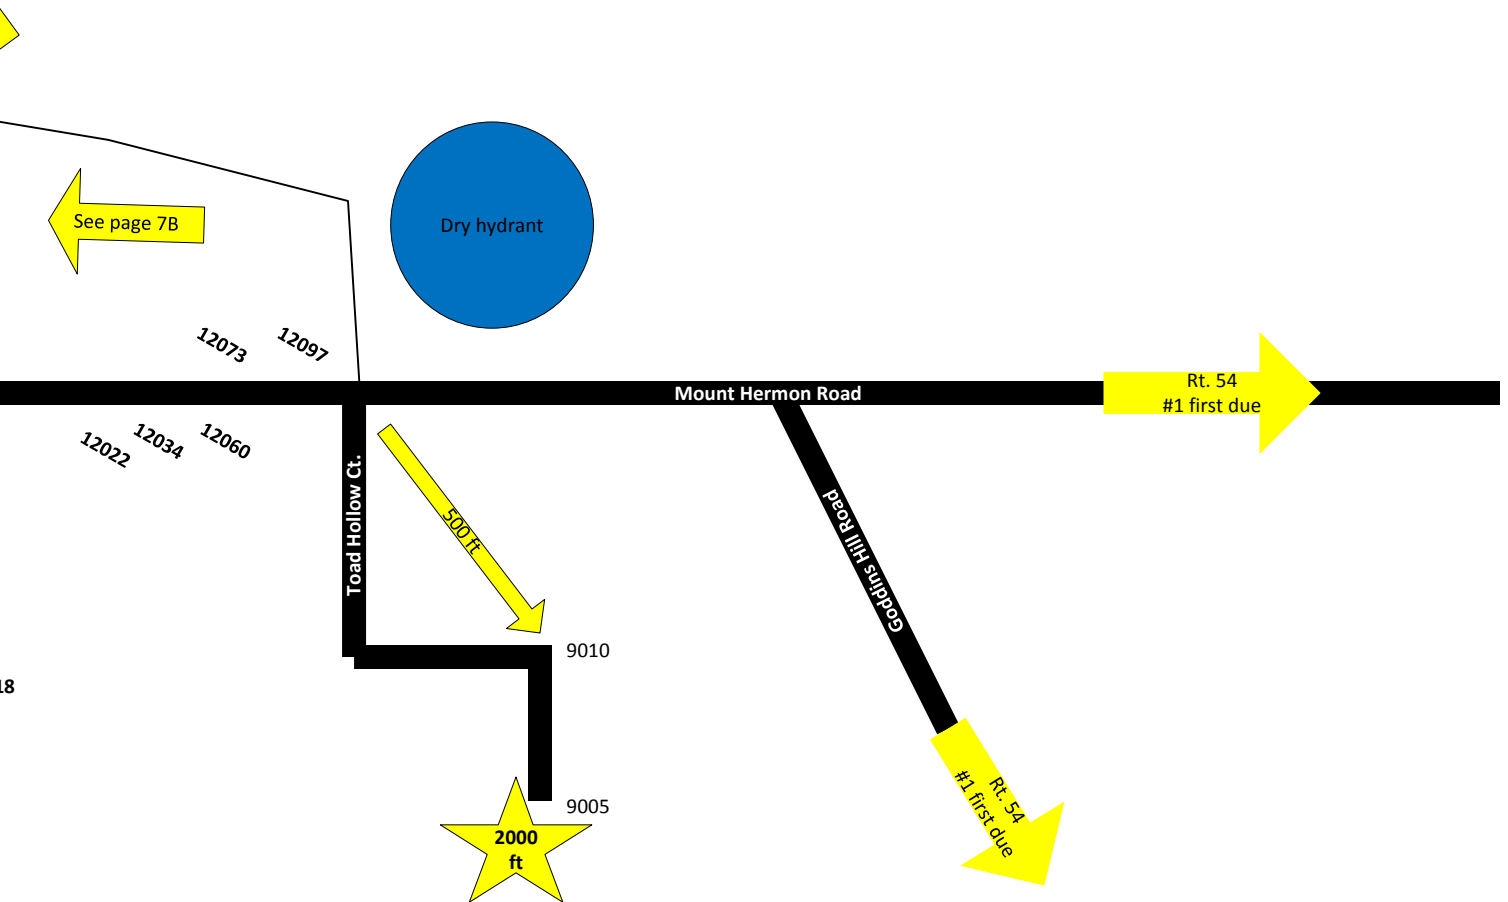 Dry hydrant
See page 7B
12073
12097
Mount Hermon Road
Rt. 54
#1 first due
12022
12034
12060
Toad Hollow Ct.
500 ft
Goddins Hill Road
9010
18
Rt. 54
#1 first due
9005
2000
ft